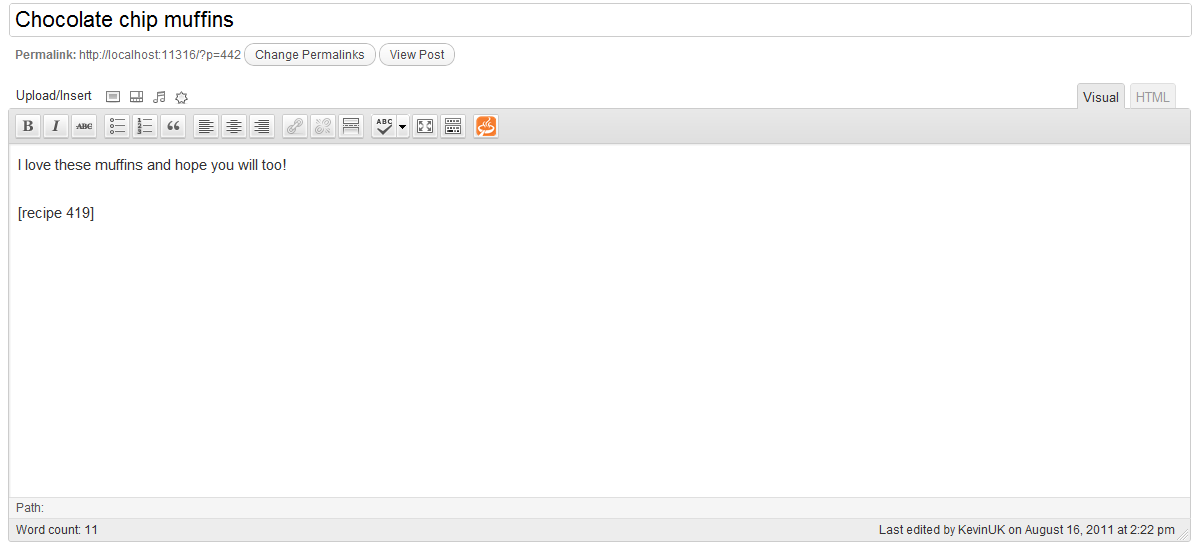 Chocolate chip muffins
Permalink: http://localhost:11316/?p=442 Change Permalinks View Post
Upload/Insert Visual HTML
B I ABC ABC
I love these muffins and hope you will too!
[recipe 419]
Path:
Word count: 11 Last edited by KevinUK on August 16, 2011 at 2:22 pm